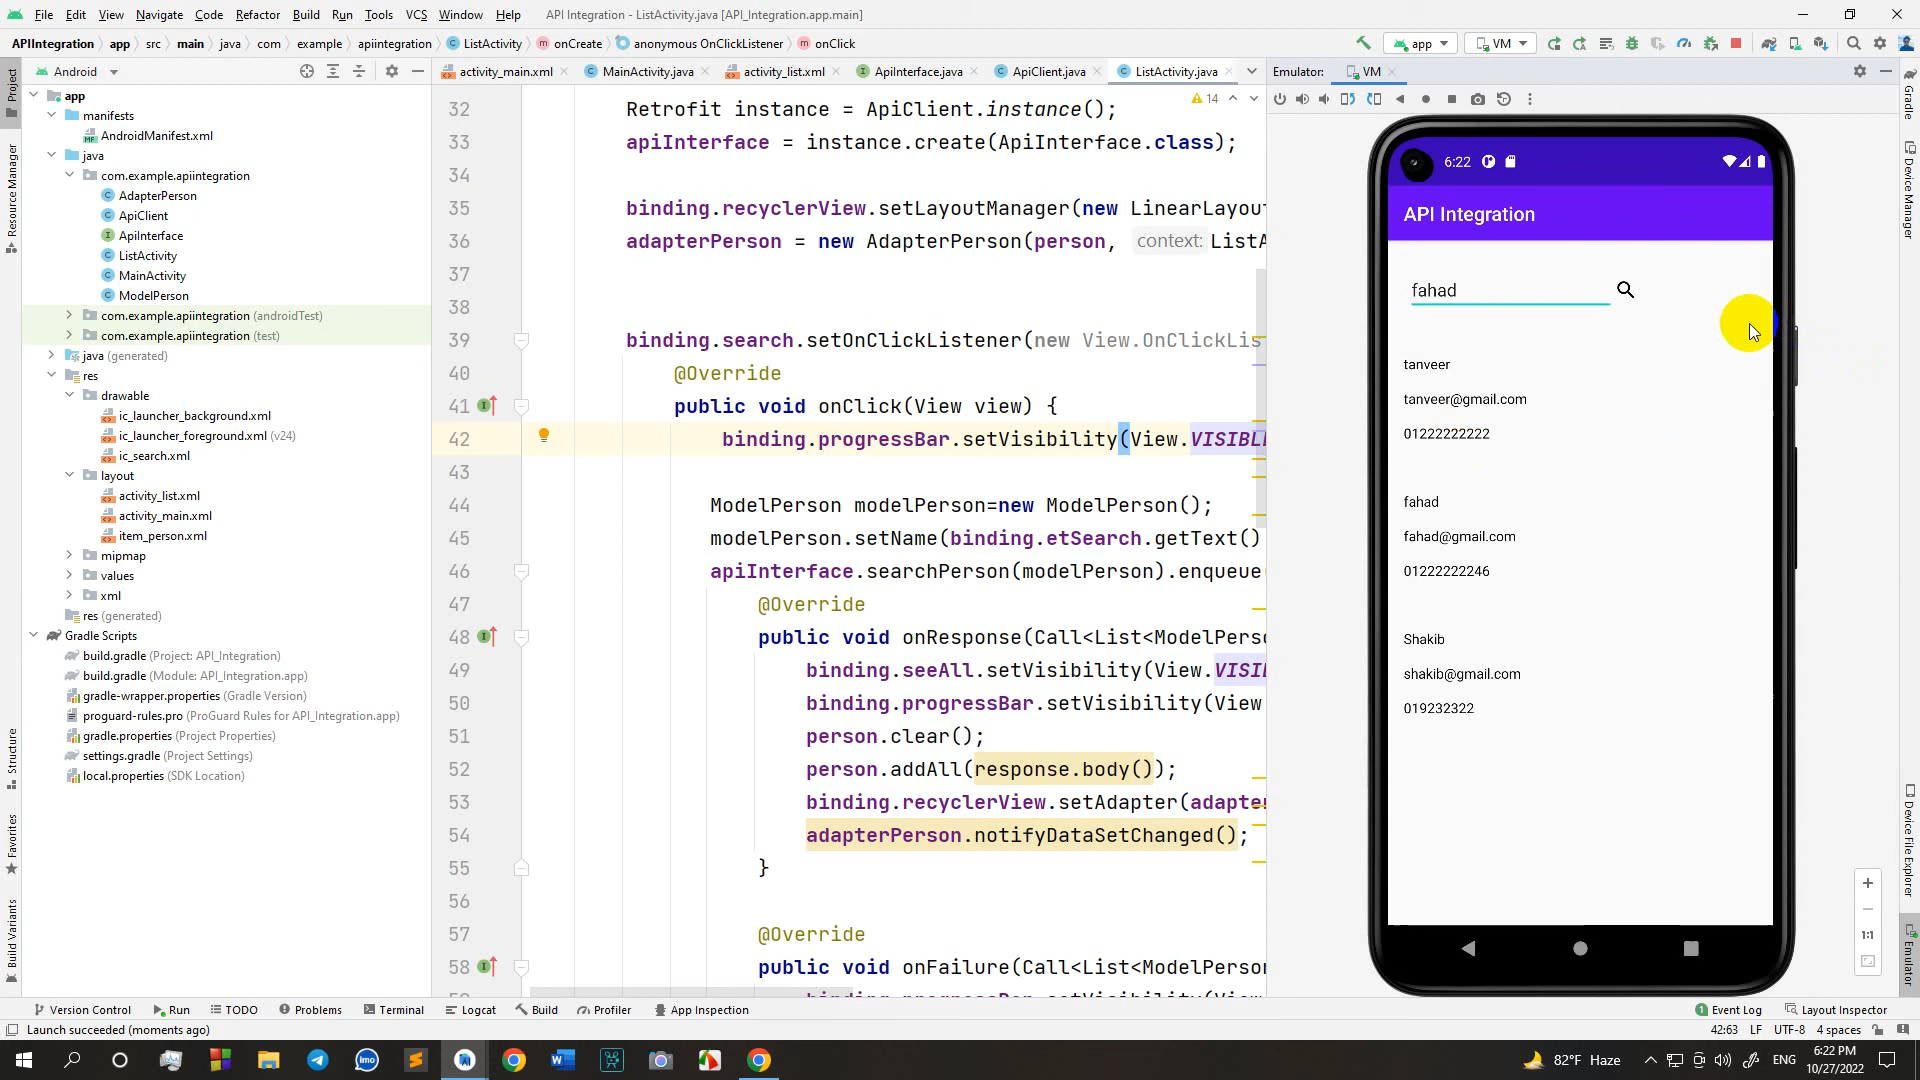 File Edit View Navigate Code Refactor Build Run Tools VCS Window Help API Integration - ListActivity.java [API_Integration.app.main]
APIIntegration app src main java com example apiintegration ListActivity onCreate anonymous OnClickListener onClick app VM
Android activity_main.xml MainActivity.java activity_list.xml ApiInterface.java ApiClient.java ListActivity.java Emulator: VM
Project
Resource Manager
Structure
Favorites
Build Variants
app
manifests
AndroidManifest.xml
java
com.example.apiintegration
AdapterPerson
ApiClient
ApiInterface
ListActivity
MainActivity
ModelPerson
com.example.apiintegration (androidTest)
com.example.apiintegration (test)
java (generated)
res
drawable
ic_launcher_background.xml
ic_launcher_foreground.xml (v24)
ic_search.xml
layout
activity_list.xml
activity_main.xml
item_person.xml
mipmap
values
xml
res (generated)
Gradle Scripts
build.gradle (Project: API_Integration)
build.gradle (Module: API_Integration.app)
gradle-wrapper.properties (Gradle Version)
proguard-rules.pro (ProGuard Rules for API_Integration.app)
gradle.properties (Project Properties)
settings.gradle (Project Settings)
local.properties (SDK Location)
14
32 Retrofit instance = ApiClient.instance();
33 apiInterface = instance.create(ApiInterface.class);
34
35 binding.recyclerView.setLayoutManager(new LinearLayout
36 adapterPerson = new AdapterPerson(person, context: ListA
37
38
39 binding.search.setOnClickListener(new View.OnClickLis
40 @Override
41 public void onClick(View view) {
42 binding.progressBar.setVisibility(View.VISIBLE
43
44 ModelPerson modelPerson=new ModelPerson();
45 modelPerson.setName(binding.etSearch.getText()
46 apiInterface.searchPerson(modelPerson).enqueue(
47 @Override
48 public void onResponse(Call<List<ModelPerso
49 binding.seeAll.setVisibility(View.VISI
50 binding.progressBar.setVisibility(View
51 person.clear();
52 person.addAll(response.body());
53 binding.recyclerView.setAdapter(adapte
54 adapterPerson.notifyDataSetChanged();
55 }
56
57 @Override
58 public void onFailure(Call<List<ModelPerson
6:22
API Integration
fahad
tanveer
tanveer@gmail.com
01222222222
fahad
fahad@gmail.com
01222222246
Shakib
shakib@gmail.com
019232322
1:1
Gradle
Device Manager
Device File Explorer
Emulator
Version Control Run TODO Problems Terminal Logcat Build Profiler App Inspection 1 Event Log Layout Inspector
Launch succeeded (moments ago) 42:63 LF UTF-8 4 spaces
imo
82°F Haze ENG 6:22 PM
10/27/2022